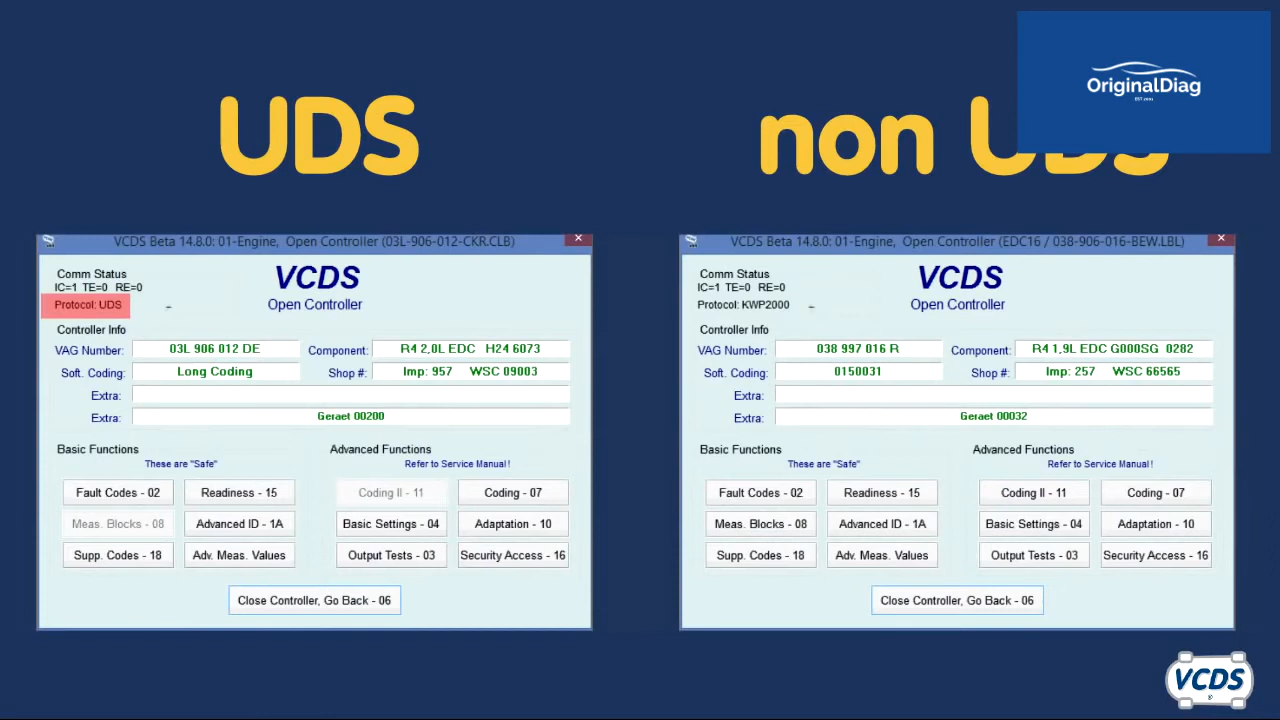 OriginalDiag
EST 2001
UDS
non UDS
VCDS Beta 14.8.0: 01-Engine, Open Controller (03L-906-012-CKR.CLB)
Comm Status
IC=1 TE=0 RE=0
Protocol: UDS
VCDS
Open Controller
Controller Info
VAG Number: 03L 906 012 DE Component: R4 2,0L EDC H24 6073
Soft. Coding: Long Coding Shop #: Imp: 957 WSC 09003
Extra:
Extra: Geraet 00200
Basic Functions
These are "Safe"
Advanced Functions
Refer to Service Manual!
Fault Codes - 02 Readiness - 15 Coding II - 11 Coding - 07
Meas. Blocks - 08 Advanced ID - 1A Basic Settings - 04 Adaptation - 10
Supp. Codes - 18 Adv. Meas. Values Output Tests - 03 Security Access - 16
Close Controller, Go Back - 06
VCDS Beta 14.8.0: 01-Engine, Open Controller (EDC16 / 038-906-016-BEW.LBL)
Comm Status
IC=1 TE=0 RE=0
Protocol: KWP2000
VCDS
Open Controller
Controller Info
VAG Number: 038 997 016 R Component: R4 1,9L EDC G000SG 0282
Soft. Coding: 0150031 Shop #: Imp: 257 WSC 66565
Extra:
Extra: Geraet 00032
Basic Functions
These are "Safe"
Advanced Functions
Refer to Service Manual!
Fault Codes - 02 Readiness - 15 Coding II - 11 Coding - 07
Meas. Blocks - 08 Advanced ID - 1A Basic Settings - 04 Adaptation - 10
Supp. Codes - 18 Adv. Meas. Values Output Tests - 03 Security Access - 16
Close Controller, Go Back - 06
VCDS
®